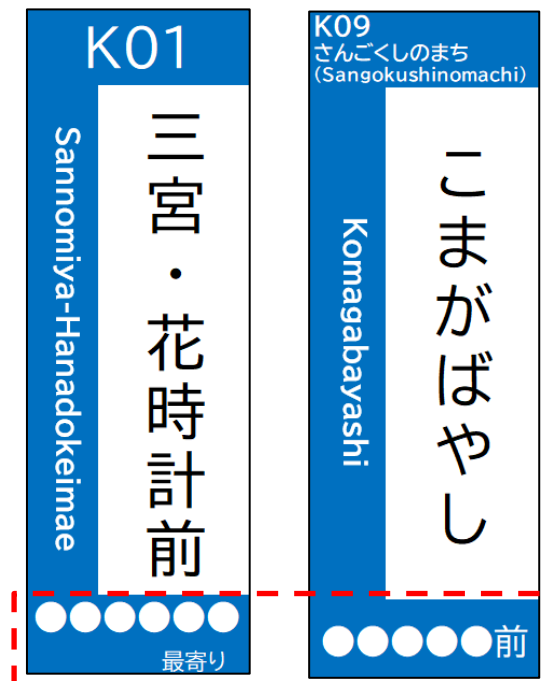 K01
三宮・花時計前
Sannomiya-Hanadokeimae
●●●●●●
最寄り
K09
さんごくしのまち
(Sangokushinomachi)
こまがばやし
Komagabayashi
●●●●●前